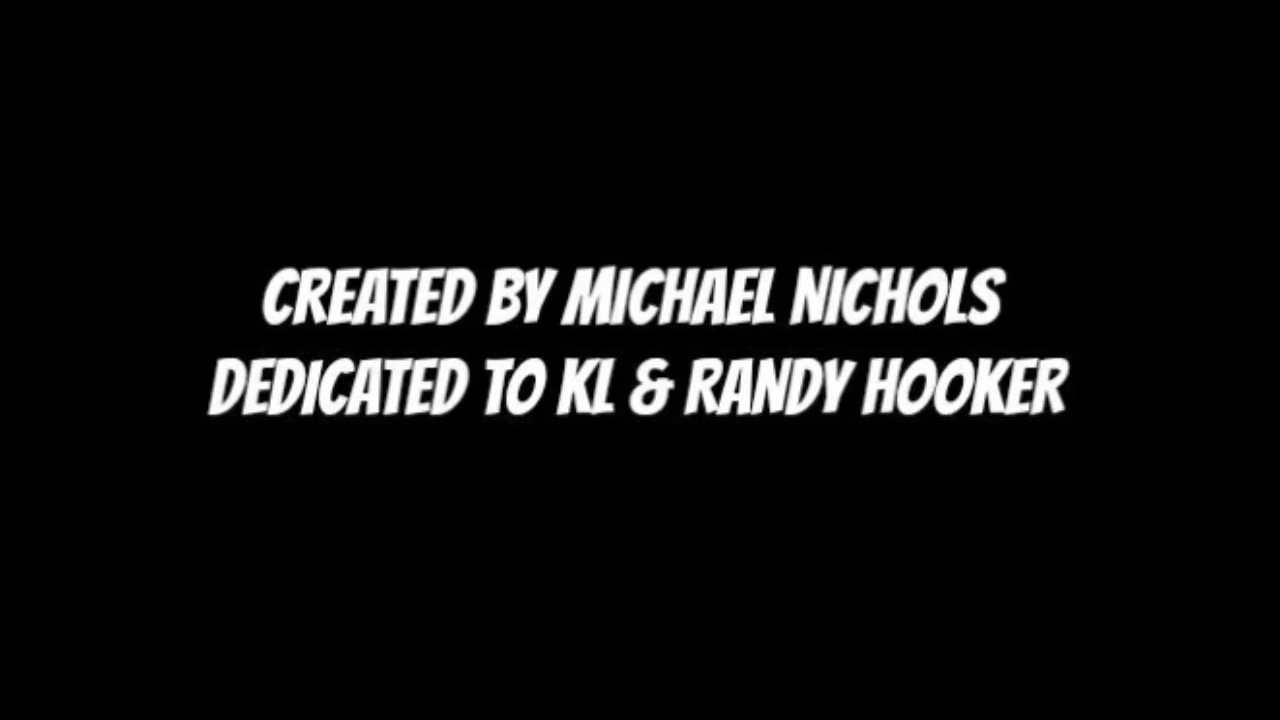 CREATED BY MICHAEL NICHOLS
DEDICATED TO KL & RANDY HOOKER